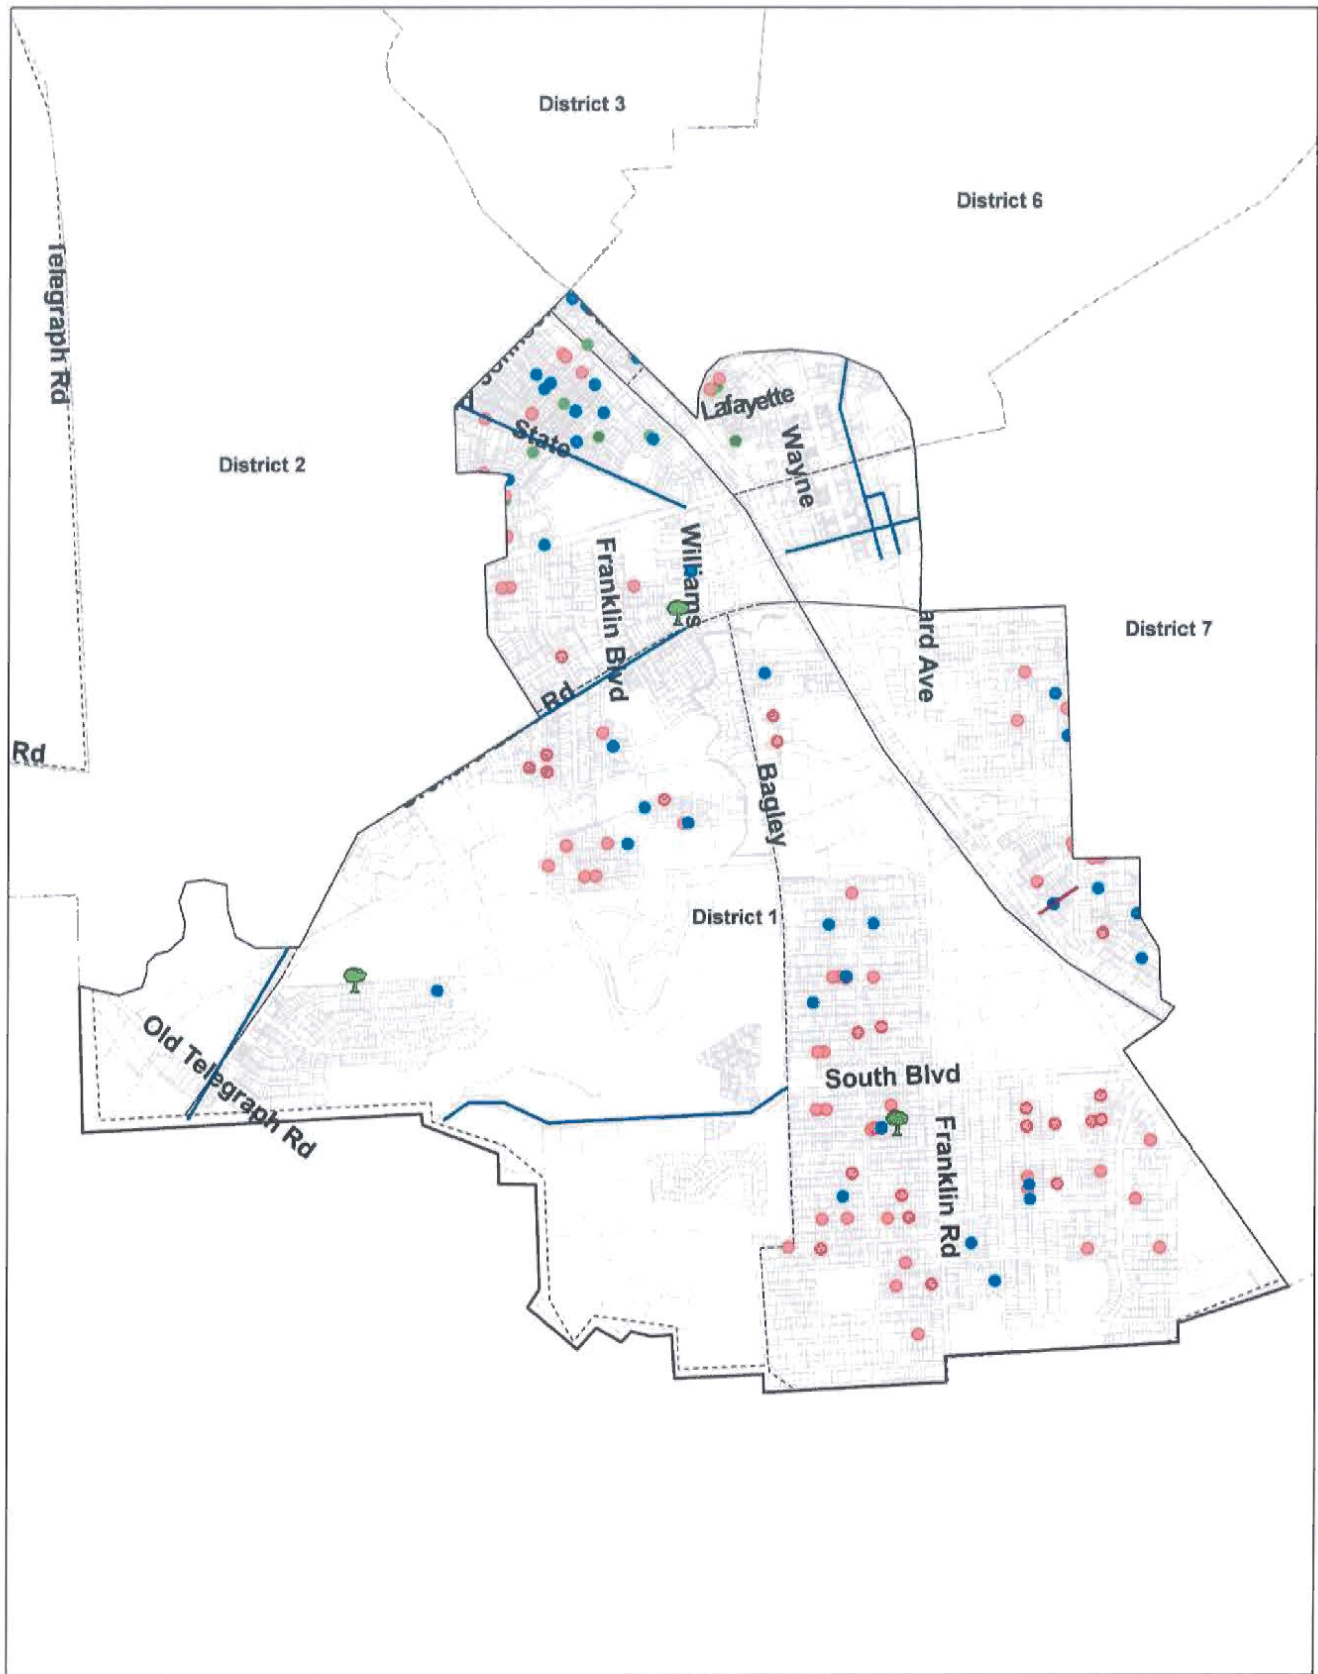 District 3
District 6
Telegraph Rd
Lafayette
State
Wayne
District 2
Williams
Franklin Blvd
District 7
ard Ave
Rd
Rd
Bagley
District 1
Old Telegraph Rd
South Blvd
Franklin Rd